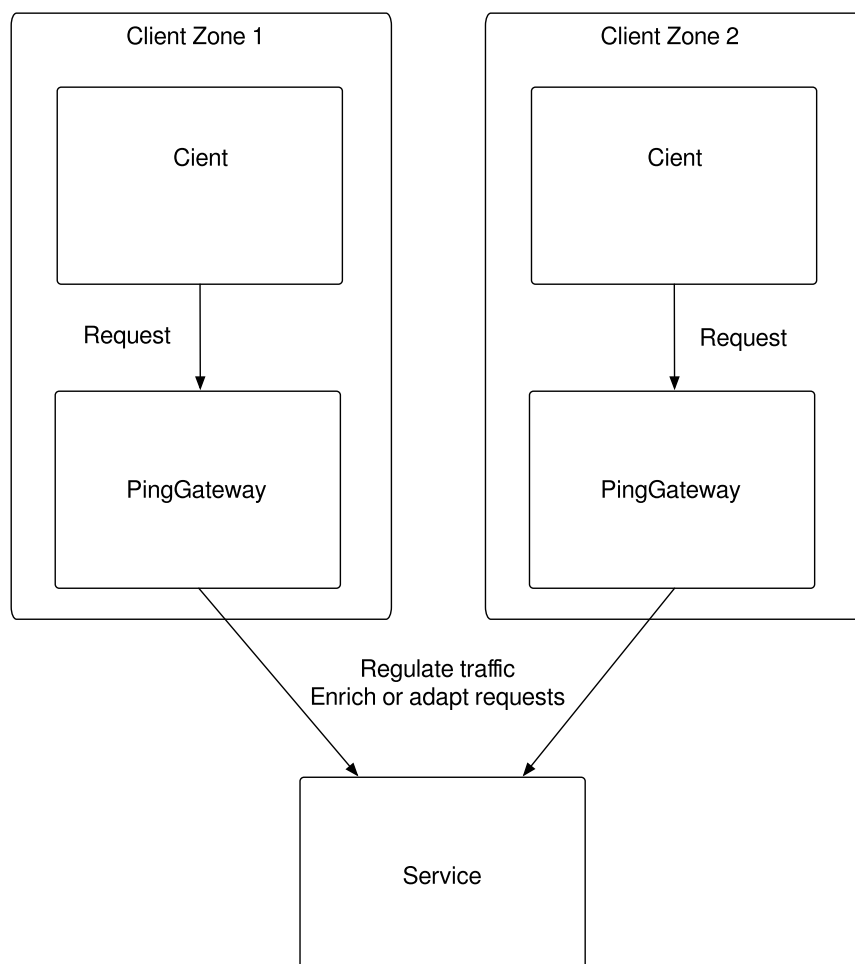 Client Zone 1
Client Zone 2
Cient
Cient
Request
Request
PingGateway
PingGateway
Regulate traffic
Enrich or adapt requests
Service